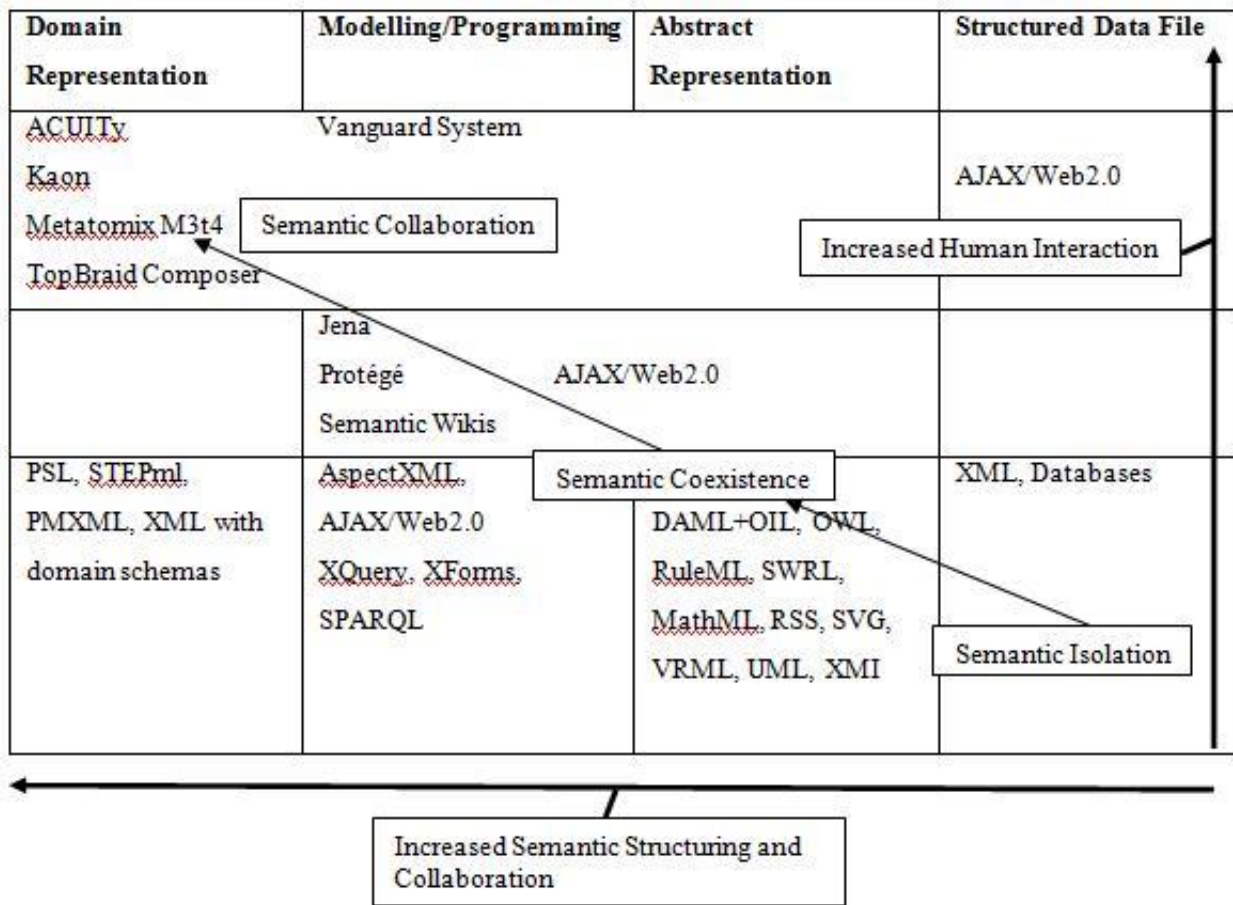 Domain
Representation
Modelling/Programming
Abstract
Representation
Structured Data File
ACUITy
Kaon
Metatomix M3t4
TopBraid Composer
Vanguard System
Semantic Collaboration
AJAX/Web2.0
Increased Human Interaction
Jena
Protégé
Semantic Wikis
AJAX/Web2.0
PSL, STEPml,
PMXML, XML with
domain schemas
AspectXML,
AJAX/Web2.0
XQuery, XForms,
SPARQL
Semantic Coexistence
DAML+OIL, OWL,
RuleML, SWRL,
MathML, RSS, SVG,
VRML, UML, XMI
XML, Databases
Semantic Isolation
Increased Semantic Structuring and
Collaboration